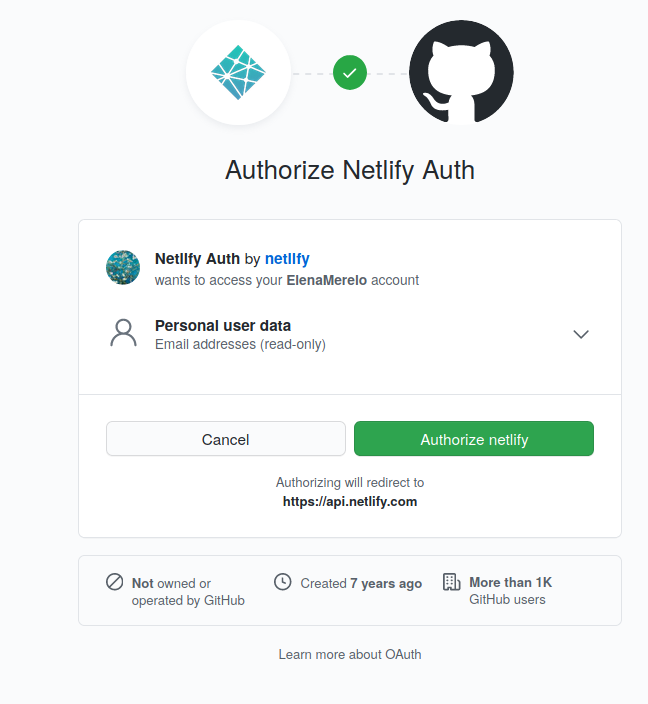 Authorize Netlify Auth
Netlify Auth by netlify
wants to access your ElenaMerelo account
Personal user data
Email addresses (read-only)
Cancel
Authorize netlify
Authorizing will redirect to
https://api.netlify.com
Not owned or
operated by GitHub
Created 7 years ago
More than 1K
GitHub users
Learn more about OAuth